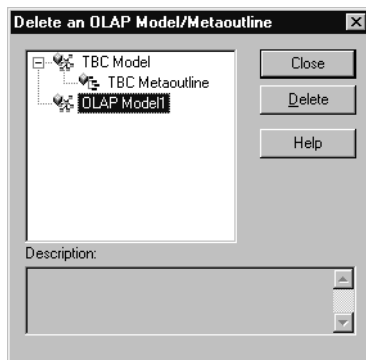 Delete an OLAP Model/Metaoutline
TBC Model
TBC Metaoutline
OLAP Model1
Close
Delete
Help
Description: